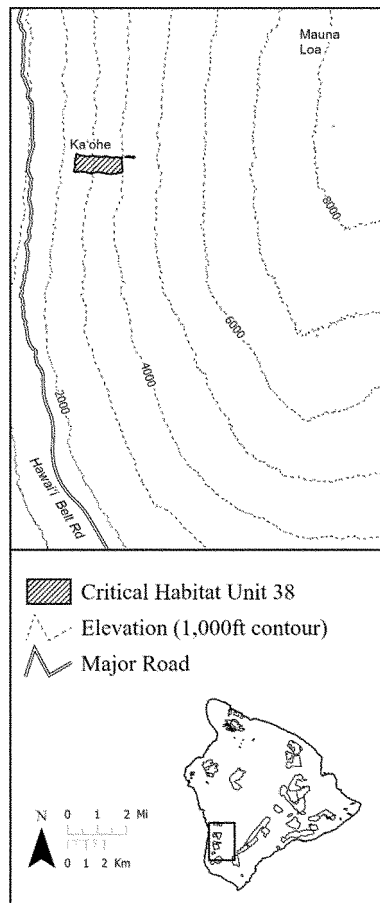 Mauna
Loa
Ka‘ohe
8000
6000
4000
2000
Hawai‘i Belt Rd
Critical Habitat Unit 38
Elevation (1,000ft contour)
Major Road
N
0 1 2 Mi
0 1 2 Km